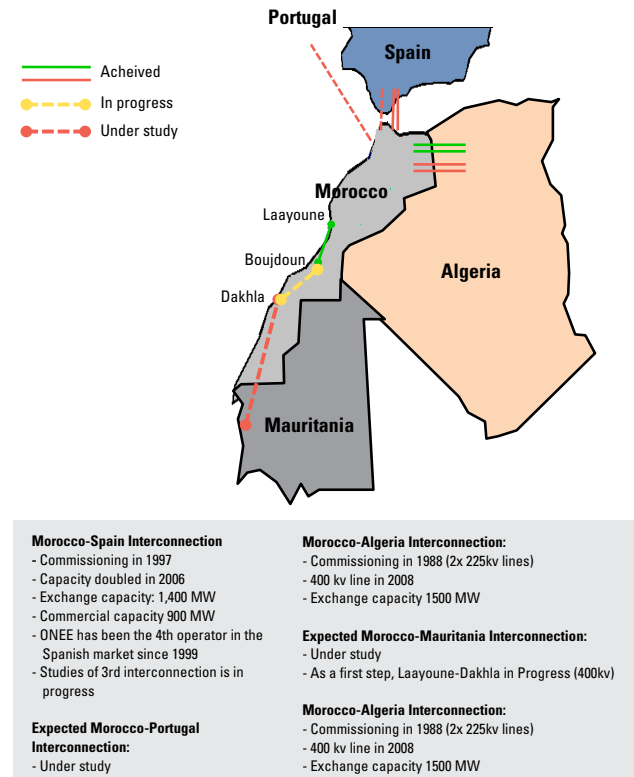 Portugal
Spain
Acheived
In progress
Under study
Morocco
Laayoune
Boujdoun
Algeria
Dakhla
Mauritania
Morocco-Spain Interconnection
- Commissioning in 1997
- Capacity doubled in 2006
- Exchange capacity: 1,400 MW
- Commercial capacity 900 MW
- ONEE has been the 4th operator in the
Spanish market since 1999
- Studies of 3rd interconnection is in
progress
Expected Morocco-Portugal
Interconnection:
- Under study
Morocco-Algeria Interconnection:
- Commissioning in 1988 (2x 225kv lines)
- 400 kv line in 2008
- Exchange capacity 1500 MW
Expected Morocco-Mauritania Interconnection:
- Under study
- As a first step, Laayoune-Dakhla in Progress (400kv)
Morocco-Algeria Interconnection:
- Commissioning in 1988 (2x 225kv lines)
- 400 kv line in 2008
- Exchange capacity 1500 MW